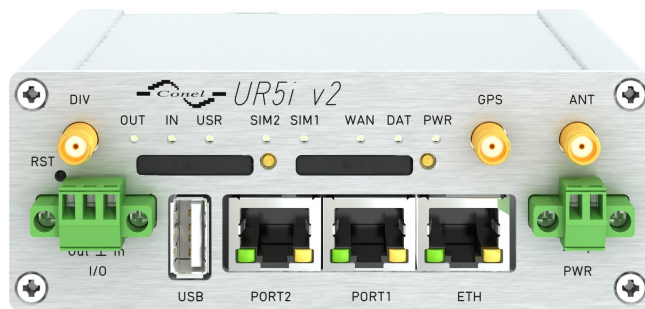 Conel UR5i v2
DIV
GPS
ANT
OUT IN USR SIM2 SIM1 WAN DAT PWR
RST
Out ⊥ In
I/O
PWR
USB PORT2 PORT1 ETH